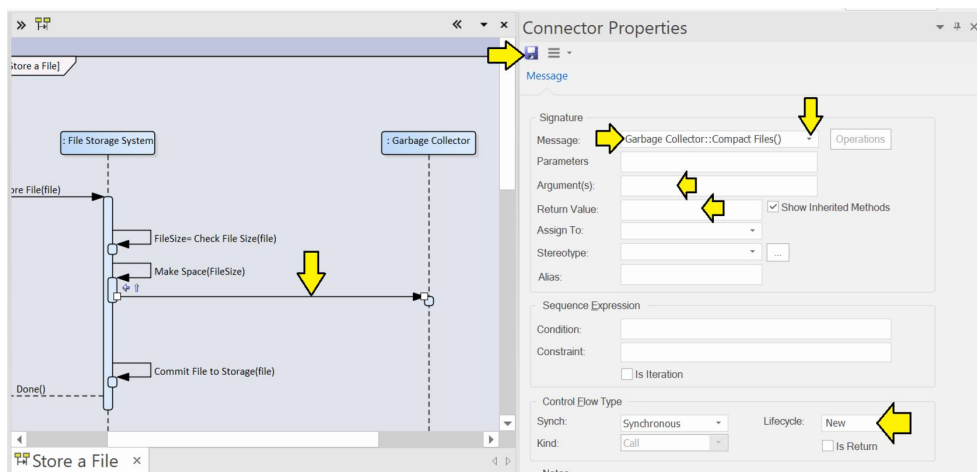 Connector Properties
Store a File]
Message
Signature
: File Storage System
: Garbage Collector
Message:
Garbage Collector::Compact Files()
Operations
Parameters
Argument(s):
Return Value:
Show Inherited Methods
Assign To:
Stereotype:
...
Alias:
ore File(file)
FileSize= Check File Size(file)
Make Space(FileSize)
Commit File to Storage(file)
Done()
Sequence Expression
Condition:
Constraint:
Is Iteration
Control Flow Type
Synch:
Synchronous
Lifecycle:
New
Kind:
Call
Is Return
Store a File